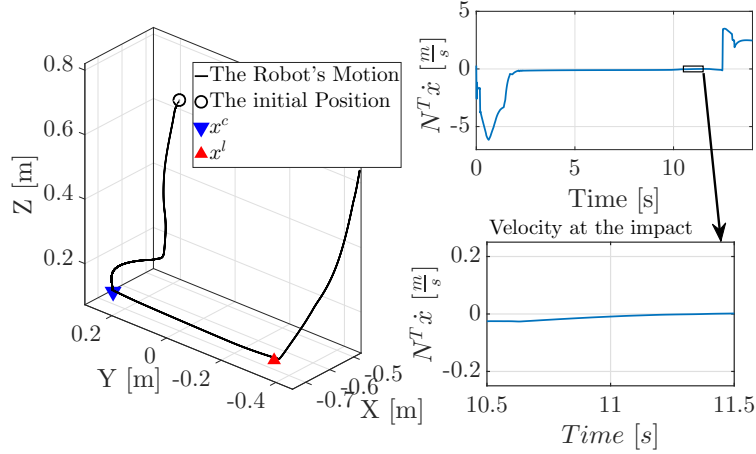 0.8
0.6
0.4
0.2
Z [m]
0.2
0
-0.2
-0.4
Y [m]
-0.7
-0.6
-0.5
X [m]
The Robot's Motion
The initial Position
x^c
x^l
5
0
-5
N^T ẋ [m/s]
0
5
10
Time [s]
Velocity at the impact
0.2
0
-0.2
N^T ẋ [m/s]
10.5
11
11.5
Time [s]